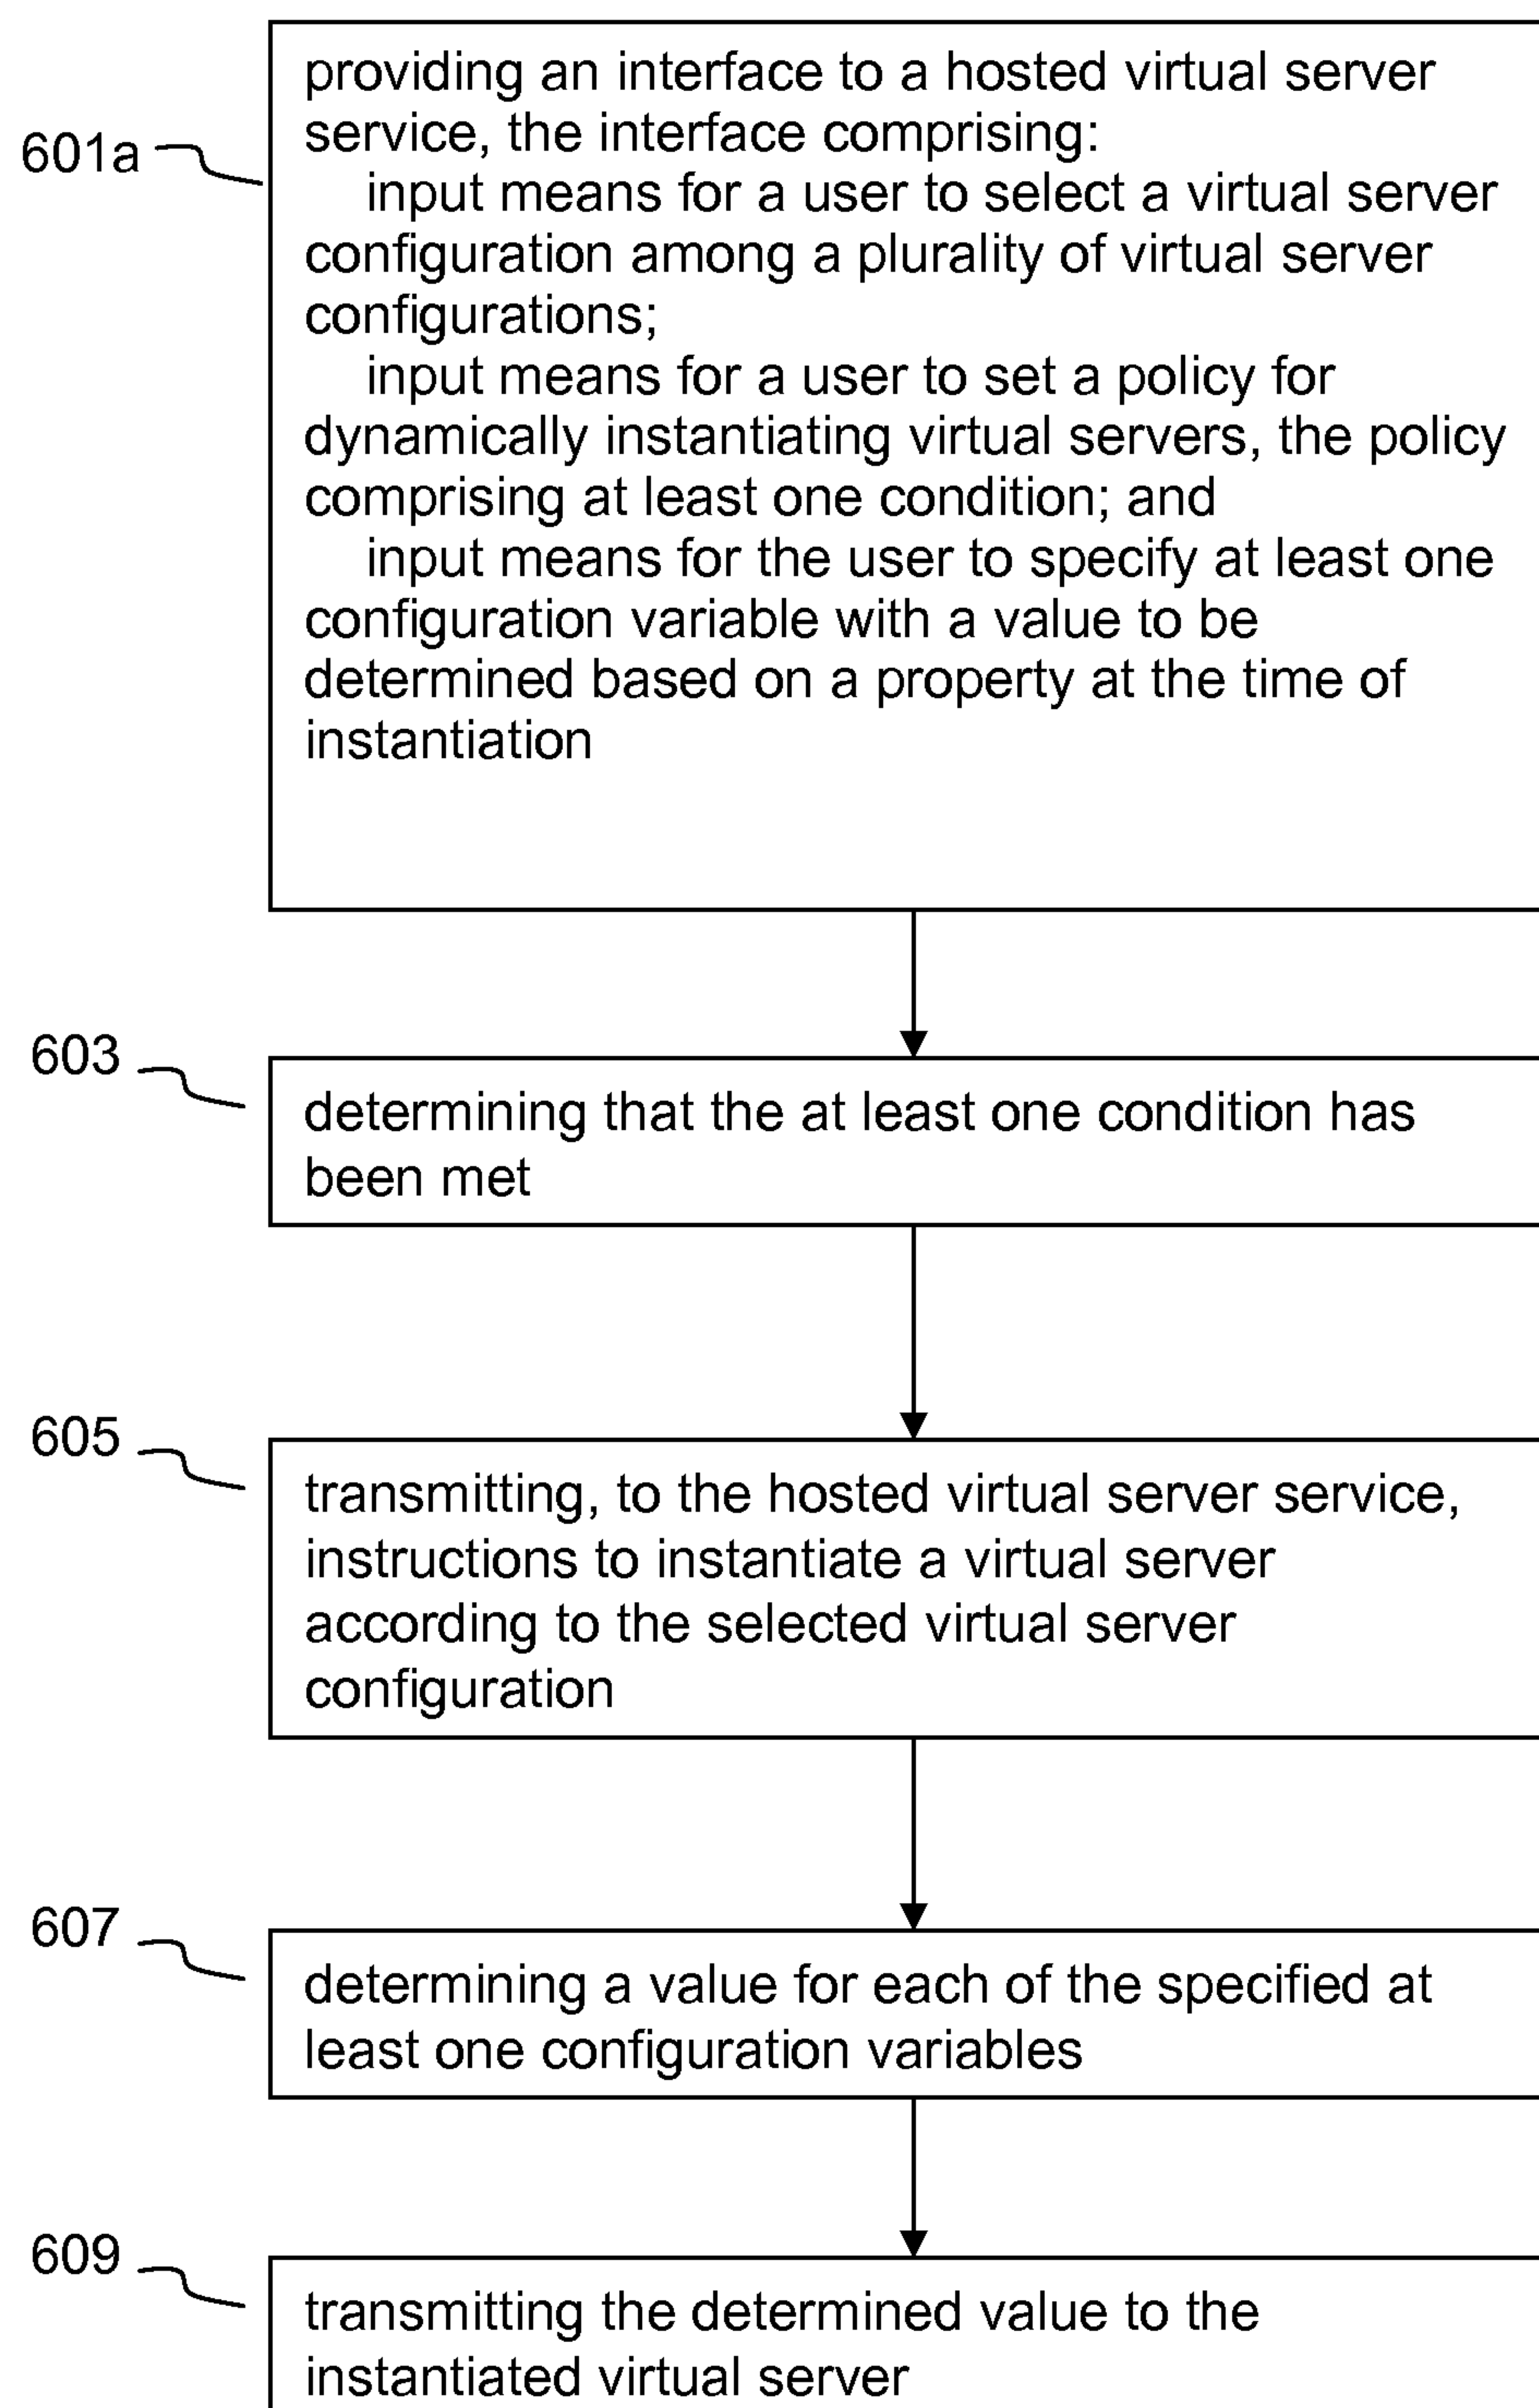 providing an interface to a hosted virtual server
service, the interface comprising:
601a
input means for a user to select a virtual server
configuration among a plurality of virtual server
configurations;
input means for a user to set a policy for
dynamically instantiating virtual servers, the policy
comprising at least one condition; and
input means for the user to specify at least one
configuration variable with a value to be
determined based on a property at the time of
instantiation
603
determining that the at least one condition has
been met
605
transmitting, to the hosted virtual server service,
instructions to instantiate a virtual server
according to the selected virtual server
configuration
607
determining a value for each of the specified at
least one configuration variables
609
transmitting the determined value to the
instantiated virtual server